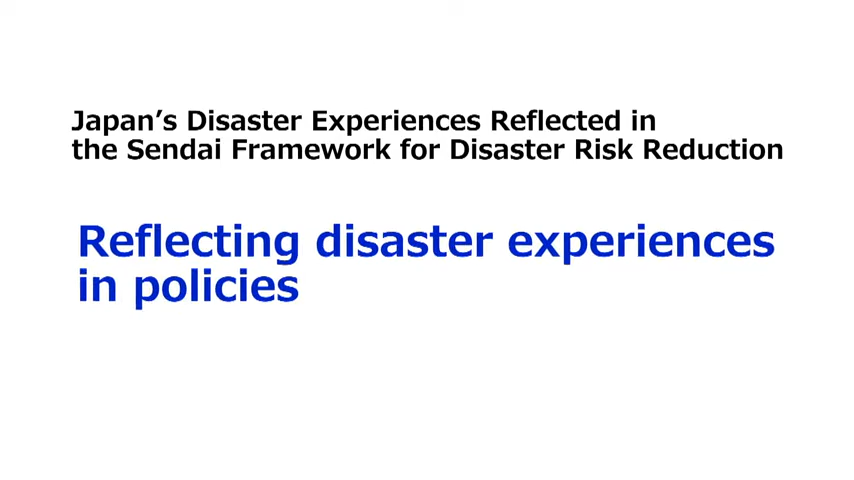 Japan’s Disaster Experiences Reflected in
the Sendai Framework for Disaster Risk Reduction
Reflecting disaster experiences
in policies